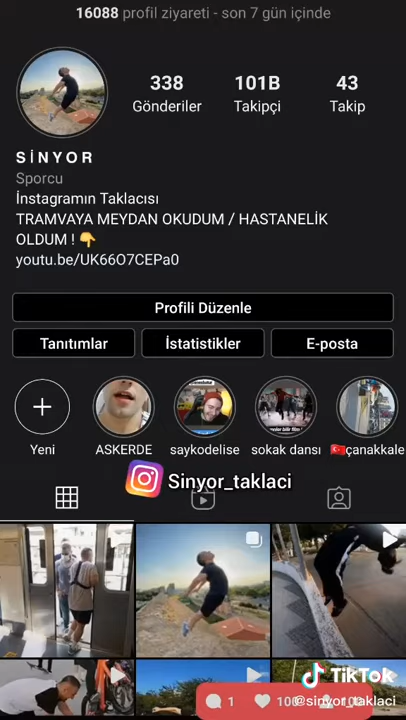 16088 profil ziyareti - son 7 gün içinde
338 101B 43
Gönderiler Takipçi Takip
SİNYOR
Sporcu
İnstagramın Taklacısı
TRAMVAYA MEYDAN OKUDUM / HASTANELİK
OLDUM ! 👇
youtu.be/UK66O7CEPa0
Profili Düzenle
Tanıtımlar İstatistikler E-posta
Yeni ASKERDE saykodelise sokak dansı 🇹🇷çanakkale
Sinyor_taklaci
TikTok
1 100
@sinyor_taklaci